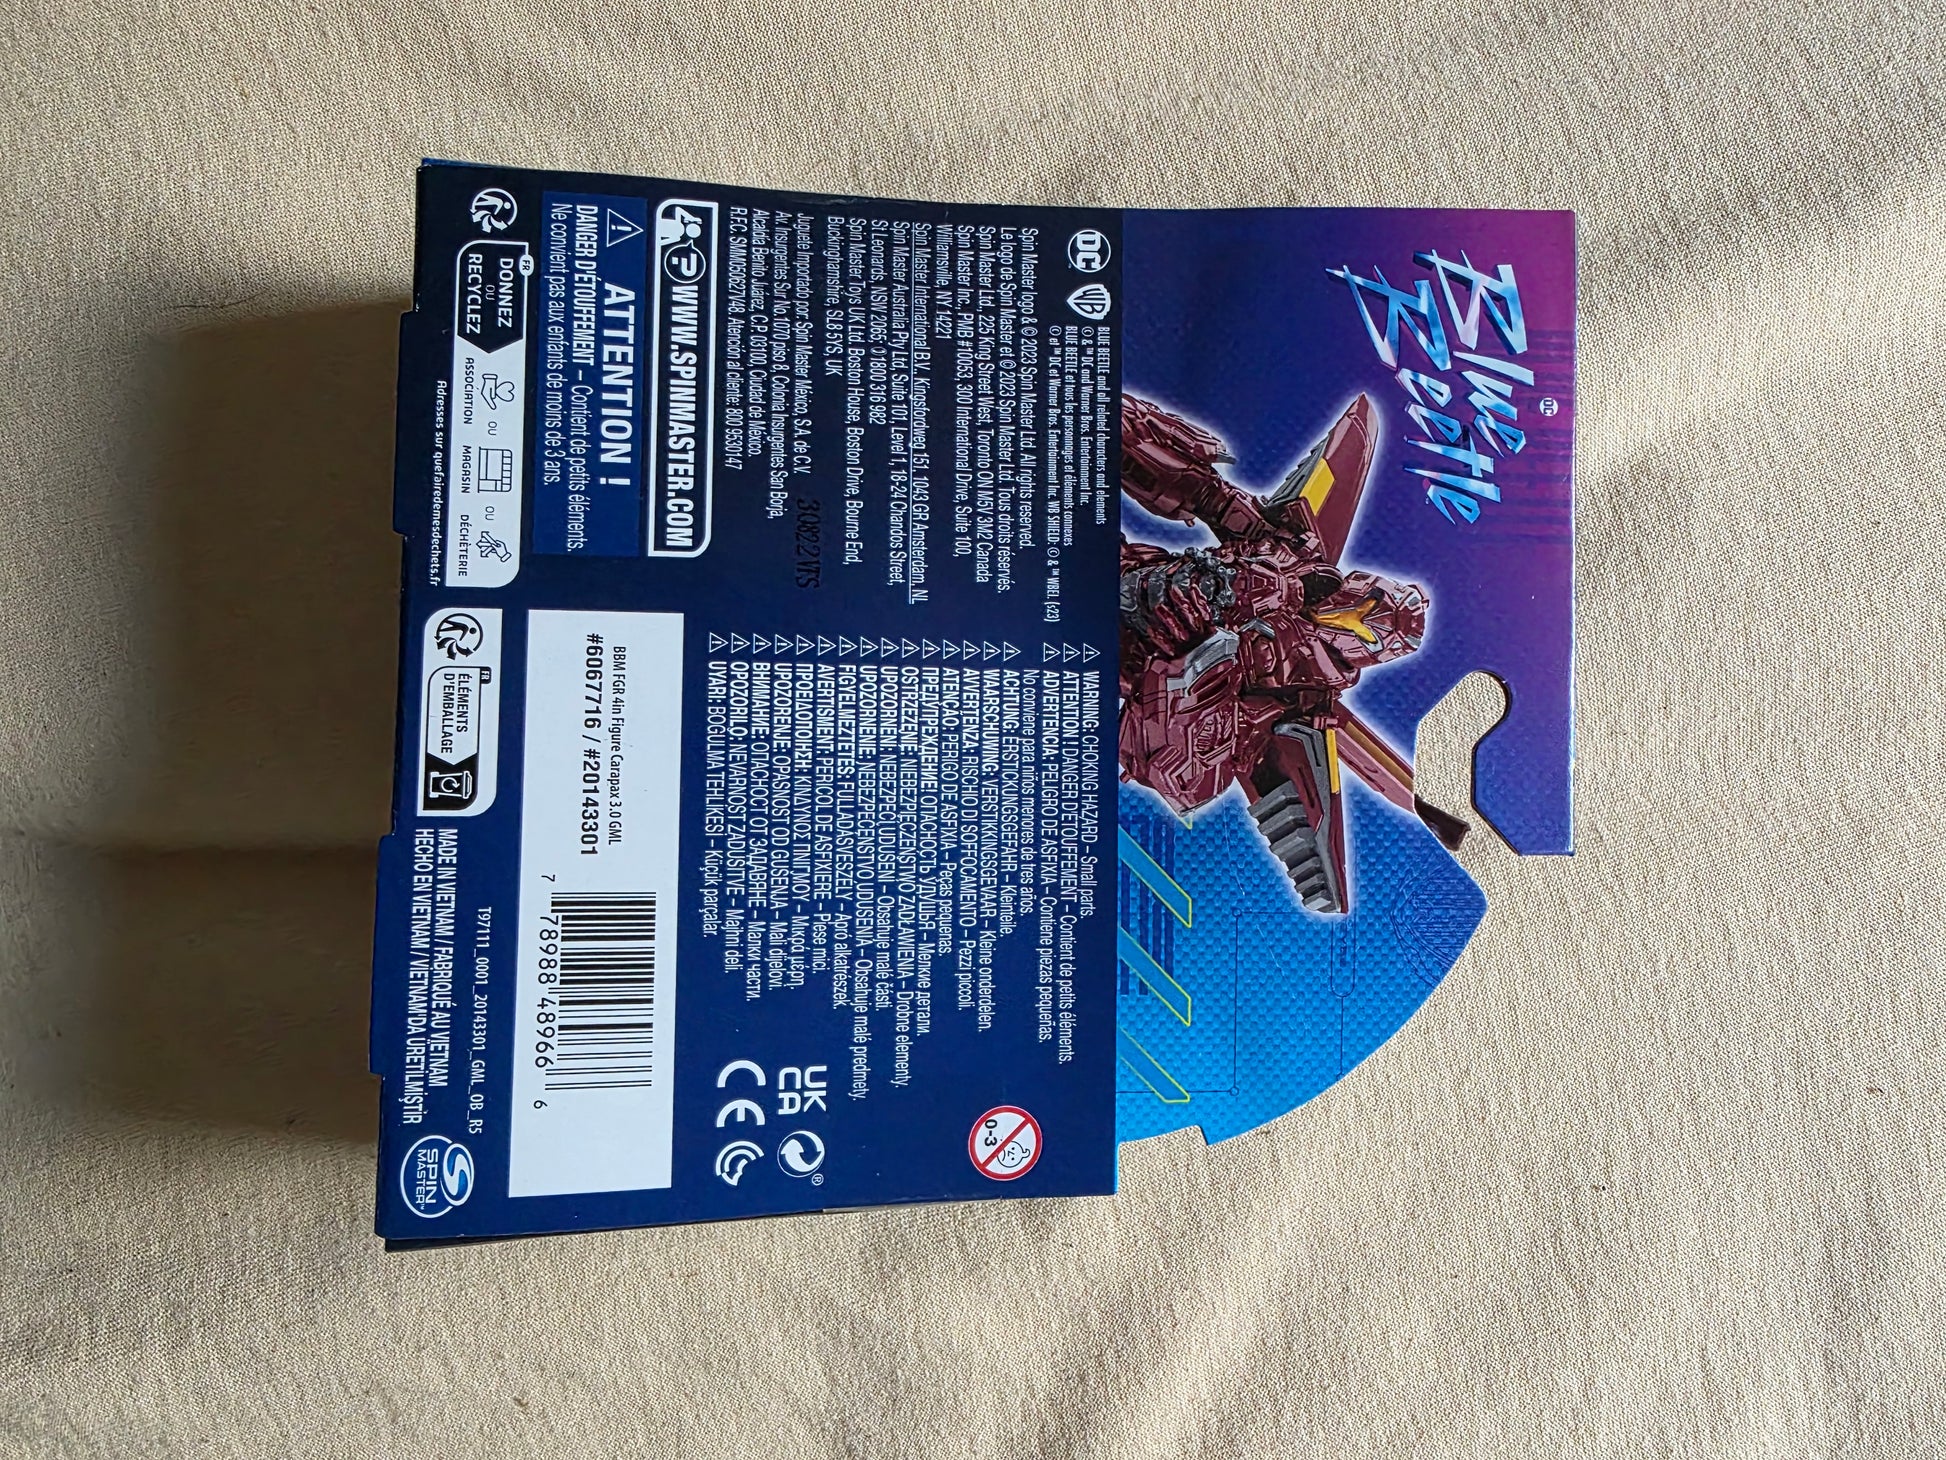 DC
Blue
Beetle
DC
WB
BLUE BEETLE and all related characters and elements
© & ™ DC and Warner Bros. Entertainment Inc.
BLUE BEETLE et tous les personnages et éléments connexes
© et ™ DC et Warner Bros. Entertainment Inc. WB SHIELD: © & ™ WBEI. (s23)
Spin Master logo & © 2023 Spin Master Ltd. All rights reserved.
Le logo de Spin Master et © 2023 Spin Master Ltd. Tous droits réservés.
Spin Master Ltd., 225 King Street West, Toronto ON M5V 3M2 Canada
Spin Master Inc., PMB #10053, 300 International Drive, Suite 100,
Williamsville, NY 14221
Spin Master International B.V., Kingsfordweg 151, 1043 GR Amsterdam, NL
Spin Master Australia Pty Ltd, Suite 101, Level 1, 18-24 Chandos Street,
St Leonards, NSW 2065; ✆ 1800 316 982
Spin Master Toys UK Ltd, Boston House, Boston Drive, Bourne End,
Buckinghamshire, SL8 5YS, UK
Juguete Importado por: Spin Master México, S.A. de C.V.
Av. Insurgentes Sur No. 1070 piso 8, Colonia Insurgentes San Borja,
Alcaldía Benito Juárez, C.P. 03100, Ciudad de México.
R.F.C. SMM050627V48. Atención al cliente: 800 9530147
30822VTS
WWW.SPINMASTER.COM
⚠ ATTENTION !
DANGER D'ÉTOUFFEMENT – Contient de petits éléments.
Ne convient pas aux enfants de moins de 3 ans.
FR
DONNEZ
OU
RECYCLEZ
ASSOCIATION
OU
MAGASIN
OU
DÉCHÈTERIE
Adresses sur quefairedemesdechets.fr
⚠ WARNING: CHOKING HAZARD – Small parts.
⚠ ATTENTION ! DANGER D'ÉTOUFFEMENT – Contient de petits éléments.
⚠ ADVERTENCIA: PELIGRO DE ASFIXIA – Contiene piezas pequeñas.
No conviene para niños menores de tres años.
⚠ ACHTUNG: ERSTICKUNGSGEFAHR – Kleinteile.
⚠ WAARSCHUWING: VERSTIKKINGSGEVAAR – Kleine onderdelen.
⚠ AVVERTENZA: RISCHIO DI SOFFOCAMENTO – Pezzi piccoli.
⚠ ATENÇÃO: PERIGO DE ASFIXIA – Peças pequenas.
⚠ ПРЕДУПРЕЖДЕНИЕ! ОПАСНОСТЬ УДУШЬЯ – Мелкие детали.
⚠ OSTRZEŻENIE: NIEBEZPIECZEŃSTWO ZADŁAWIENIA – Drobne elementy.
⚠ UPOZORNĚNÍ: NEBEZPEČÍ UDUŠENÍ – Obsahuje malé části.
⚠ UPOZORNENIE: NEBEZPEČENSTVO UDUSENIA – Obsahuje malé predmety.
⚠ FIGYELMEZTETÉS: FULLADÁSVESZÉLY – Apró alkatrészek.
⚠ AVERTISMENT: PERICOL DE ASFIXIERE – Piese mici.
⚠ ΠΡΟΕΙΔΟΠΟΙΗΣΗ: ΚΙΝΔΥΝΟΣ ΠΝΙΓΜΟΥ – Μικρά μέρη.
⚠ UPOZORENJE: OPASNOST OD GUŠENJA – Mali dijelovi.
⚠ ВНИМАНИЕ: ОПАСНОСТ ОТ ЗАДАВЯНЕ – Малки части.
⚠ OPOZORILO: NEVARNOST ZADUŠITVE – Majhni deli.
⚠ UYARI: BOĞULMA TEHLİKESİ – Küçük parçalar.
0-3
UK
CA
®
CE
BBM FGR 4in Figure Carapax 3.0 GML
#6067716 / #20143301
7 78988 48966 6
FR
ÉLÉMENTS
D'EMBALLAGE
T97111_0001_20143301_GML_0B_R5
MADE IN VIETNAM / FABRIQUÉ AU VIETNAM
HECHO EN VIETNAM / VIETNAM'DA ÜRETİLMİŞTİR
SPIN
MASTER™